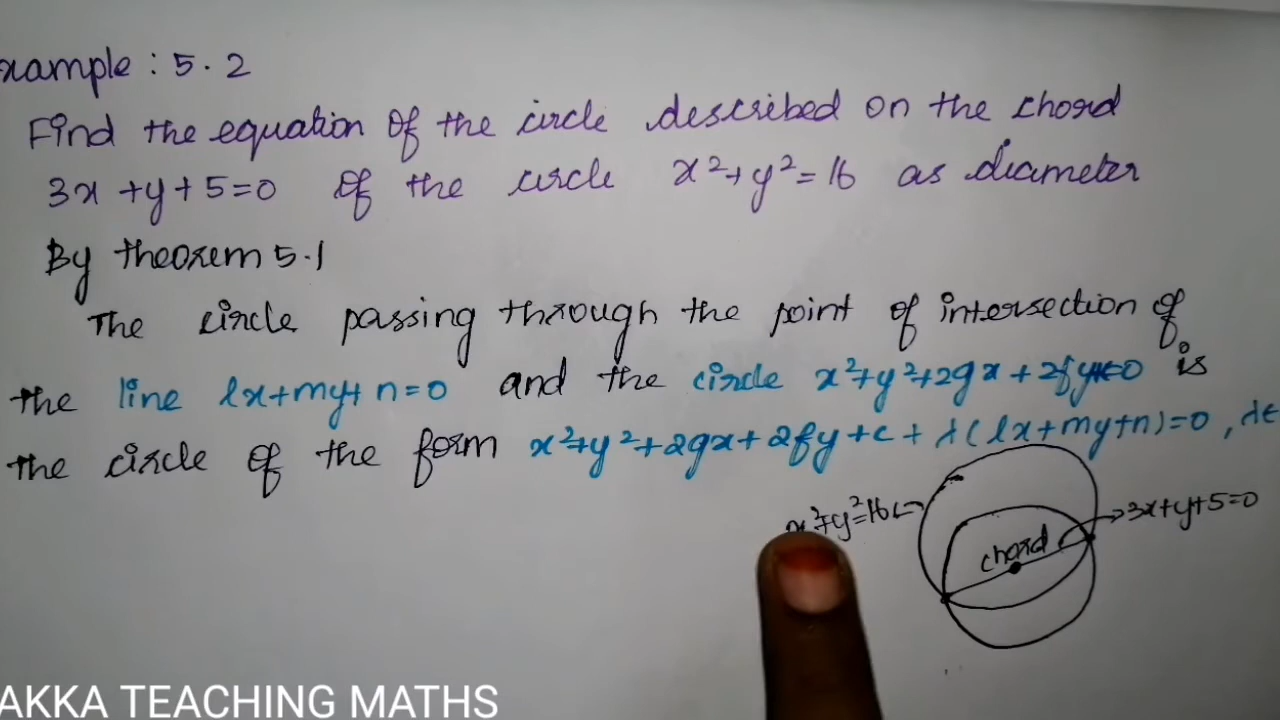 xample : 5.2
Find the equation of the circle described on the chord
3x + y + 5 = 0 of the circle x²+y²=16 as diameter
By theorem 5.1
The circle passing through the point of intersection of
the line lx+my+n=0 and the circle x²+y²+2gx+2fy+c=0 is
the circle of the form x²+y²+2gx+2fy+c+λ(lx+my+n)=0, λ∈
x²+y²=16
3x+y+5=0
chord
AKKA TEACHING MATHS